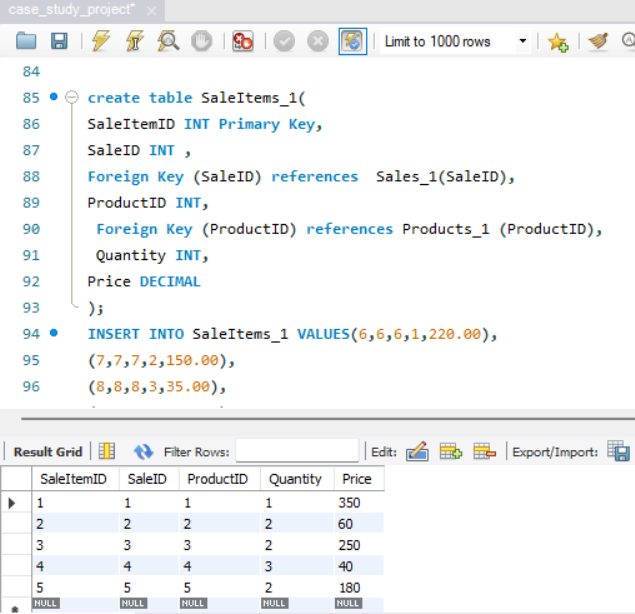 case_study_project*
Limit to 1000 rows
84
85 create table SaleItems_1(
86 SaleItemID INT Primary Key,
87 SaleID INT ,
88 Foreign Key (SaleID) references  Sales_1(SaleID),
89 ProductID INT,
90 Foreign Key (ProductID) references Products_1 (ProductID),
91 Quantity INT,
92 Price DECIMAL
93 );
94 INSERT INTO SaleItems_1 VALUES(6,6,6,1,220.00),
95 (7,7,7,2,150.00),
96 (8,8,8,3,35.00),
Result Grid Filter Rows: Edit: Export/Import:
SaleItemID SaleID ProductID Quantity Price
1 1 1 1 350
2 2 2 2 60
3 3 3 2 250
4 4 4 3 40
5 5 5 2 180
NULL NULL NULL NULL NULL